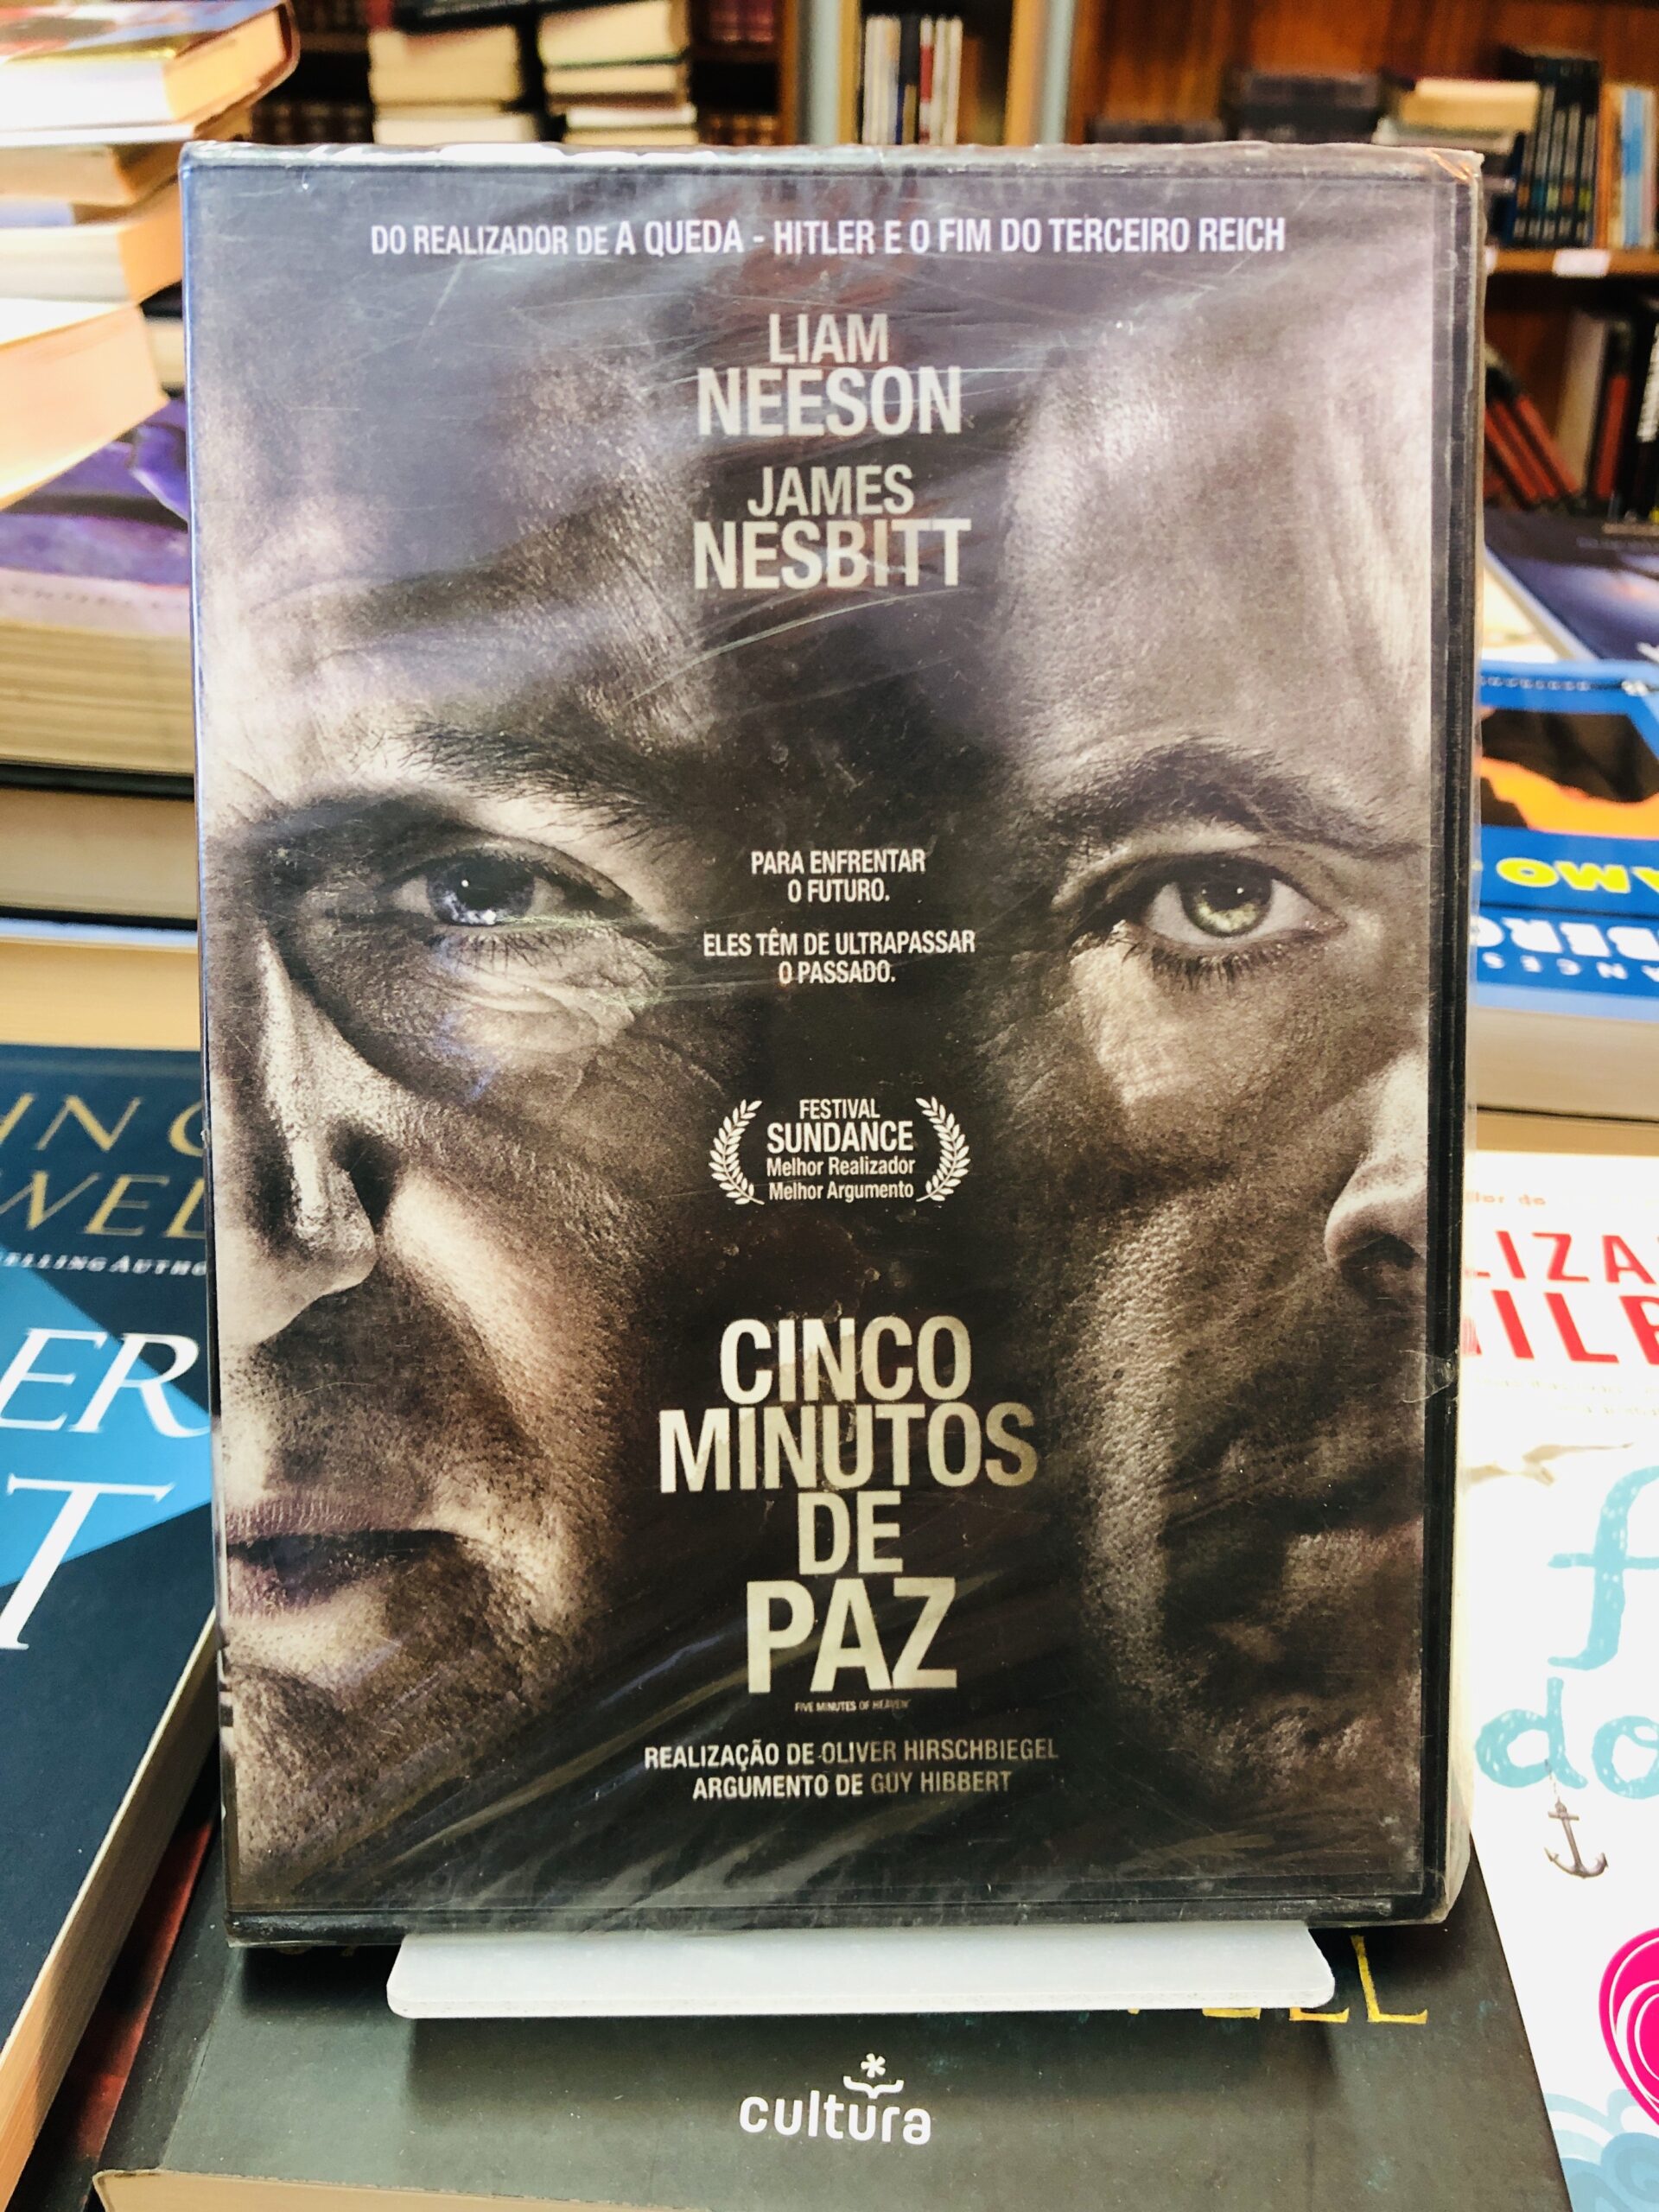 DO REALIZADOR DE A QUEDA - HITLER E O FIM DO TERCEIRO REICH
LIAM
NEESON
JAMES
NESBITT
PARA ENFRENTAR
O FUTURO.
ELES TÊM DE ULTRAPASSAR
O PASSADO.
FESTIVAL
SUNDANCE
Melhor Realizador
Melhor Argumento
CINCO
MINUTOS
DE
PAZ
FIVE MINUTES OF HEAVEN
REALIZAÇÃO DE OLIVER HIRSCHBIEGEL
ARGUMENTO DE GUY HIBBERT
cultura
ER
T
do